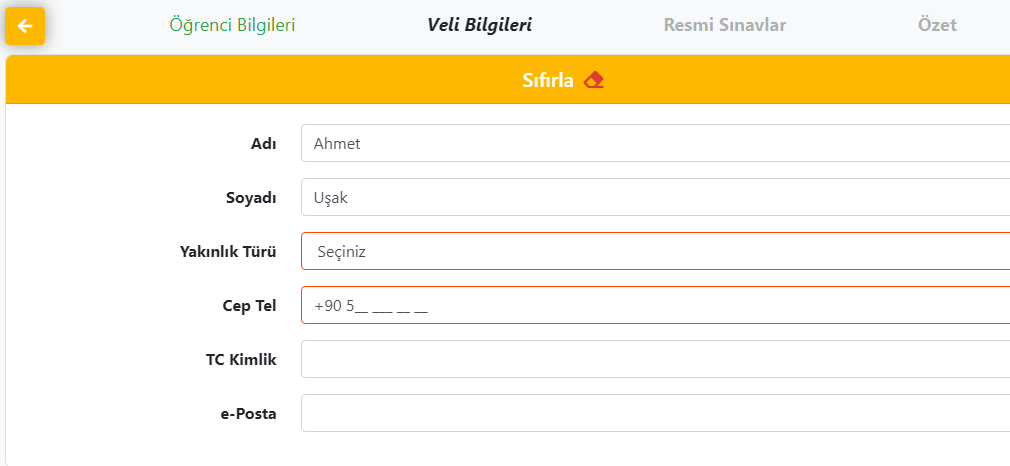 Öğrenci Bilgileri Veli Bilgileri Resmi Sınavlar Özet
Sıfırla
Adı Ahmet
Soyadı Uşak
Yakınlık Türü Seçiniz
Cep Tel +90 5__ ___ __ __
TC Kimlik
e-Posta